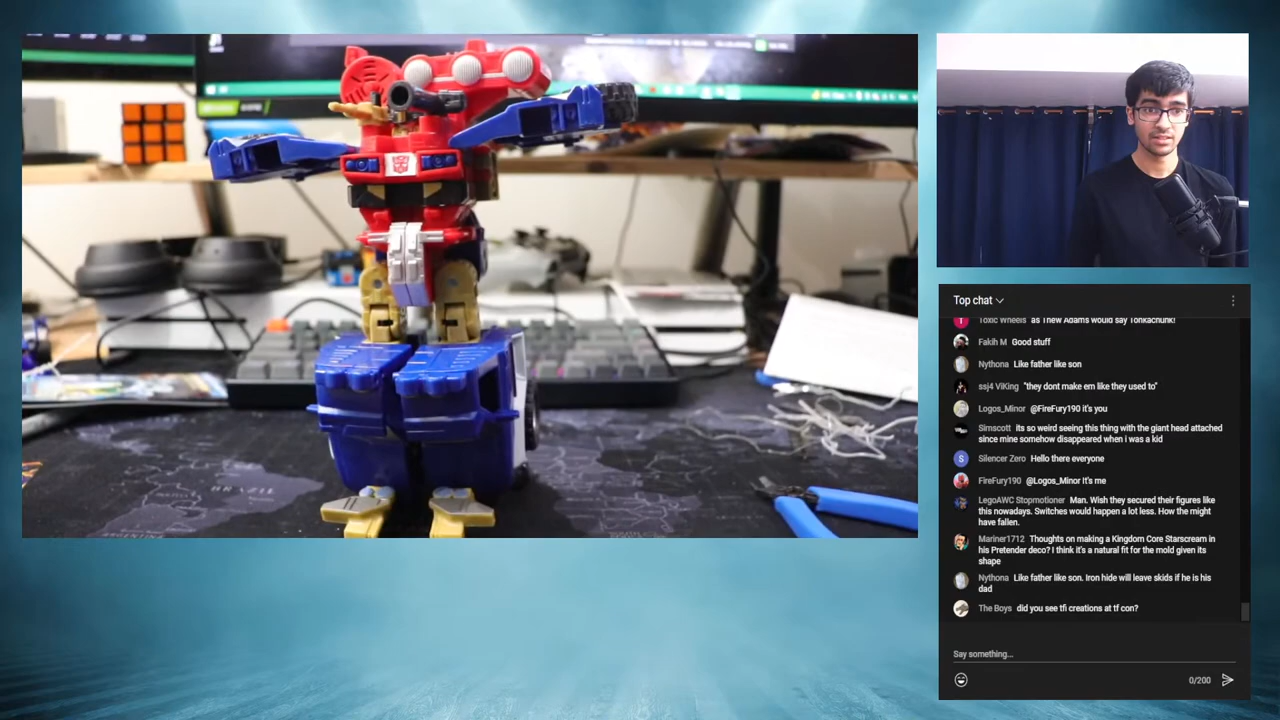 BRAZIL
Top chat
Toxic Wheels as Thew Adams would say Tonkachunk!
Fakih M Good stuff
Nythona Like father like son
ssj4 ViKing "they dont make em like they used to"
Logos_Minor @FireFury190 it's you
Simscott its so weird seeing this thing with the giant head attached
since mine somehow disappeared when i was a kid
S
Silencer Zero Hello there everyone
FireFury190 @Logos_Minor It's me
LegoAWC Stopmotioner Man. Wish they secured their figures like
this nowadays. Switches would happen a lot less. How the might
have fallen.
Mariner1712 Thoughts on making a Kingdom Core Starscream in
his Pretender deco? I think it's a natural fit for the mold given its
shape
Nythona Like father like son. Iron hide will leave skids if he is his
dad
The Boys did you see tfi creations at tf con?
Say something...
0/200